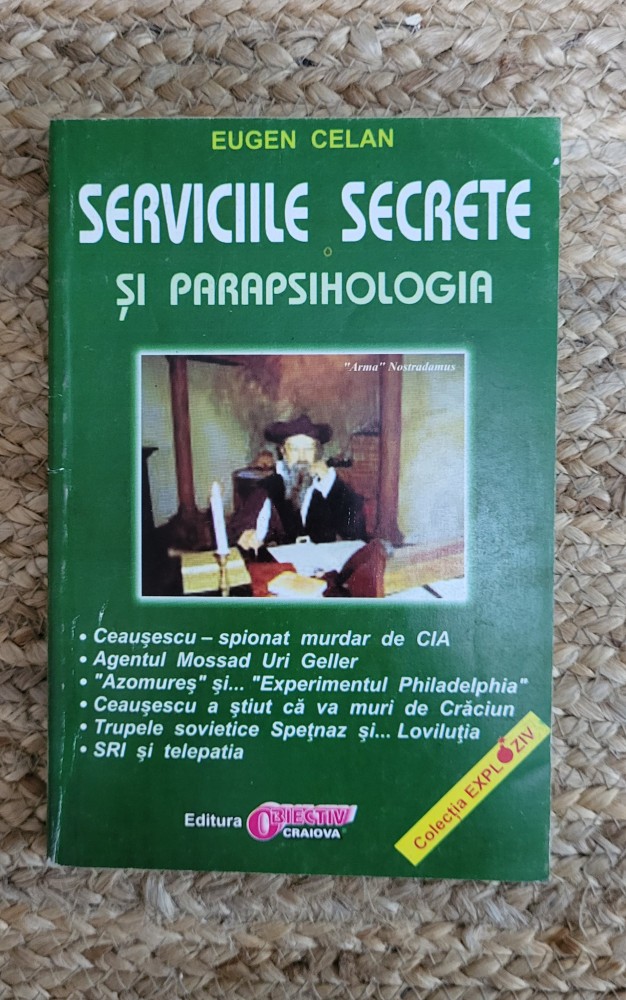 EUGEN CELAN
SERVICIILE SECRETE
ȘI PARAPSIHOLOGIA
"Arma" Nostradamus
• Ceaușescu – spionat murdar de CIA
• Agentul Mossad Uri Geller
• "Azomureș" și... "Experimentul Philadelphia"
• Ceaușescu a știut că va muri de Crăciun
• Trupele sovietice Spețnaz și... Loviluția
• SRI și telepatia
Editura OBIECTIV
CRAIOVA
Colecția EXPLOZIV